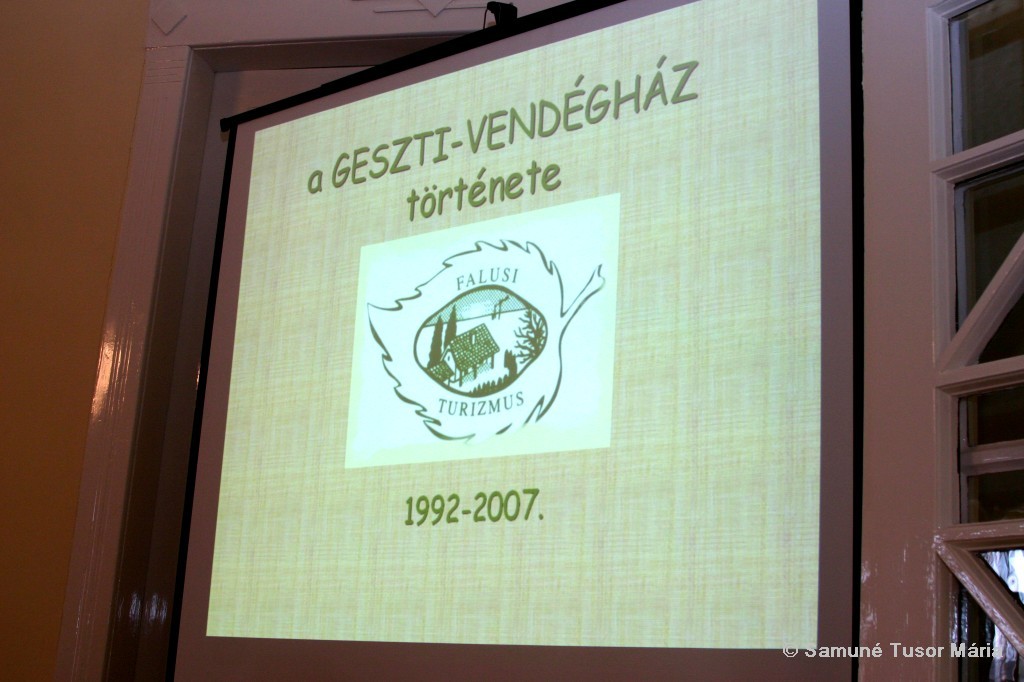 a GESZTI-VENDÉGHÁZ
története
FALUSI
TURIZMUS
1992-2007.
© Samuné Tusor Mária